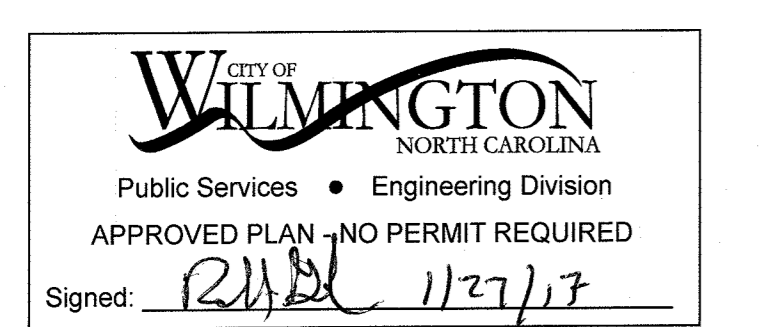 CITY OF
WILMINGTON
NORTH CAROLINA
Public Services • Engineering Division
APPROVED PLAN - NO PERMIT REQUIRED
Signed: 1/27/17